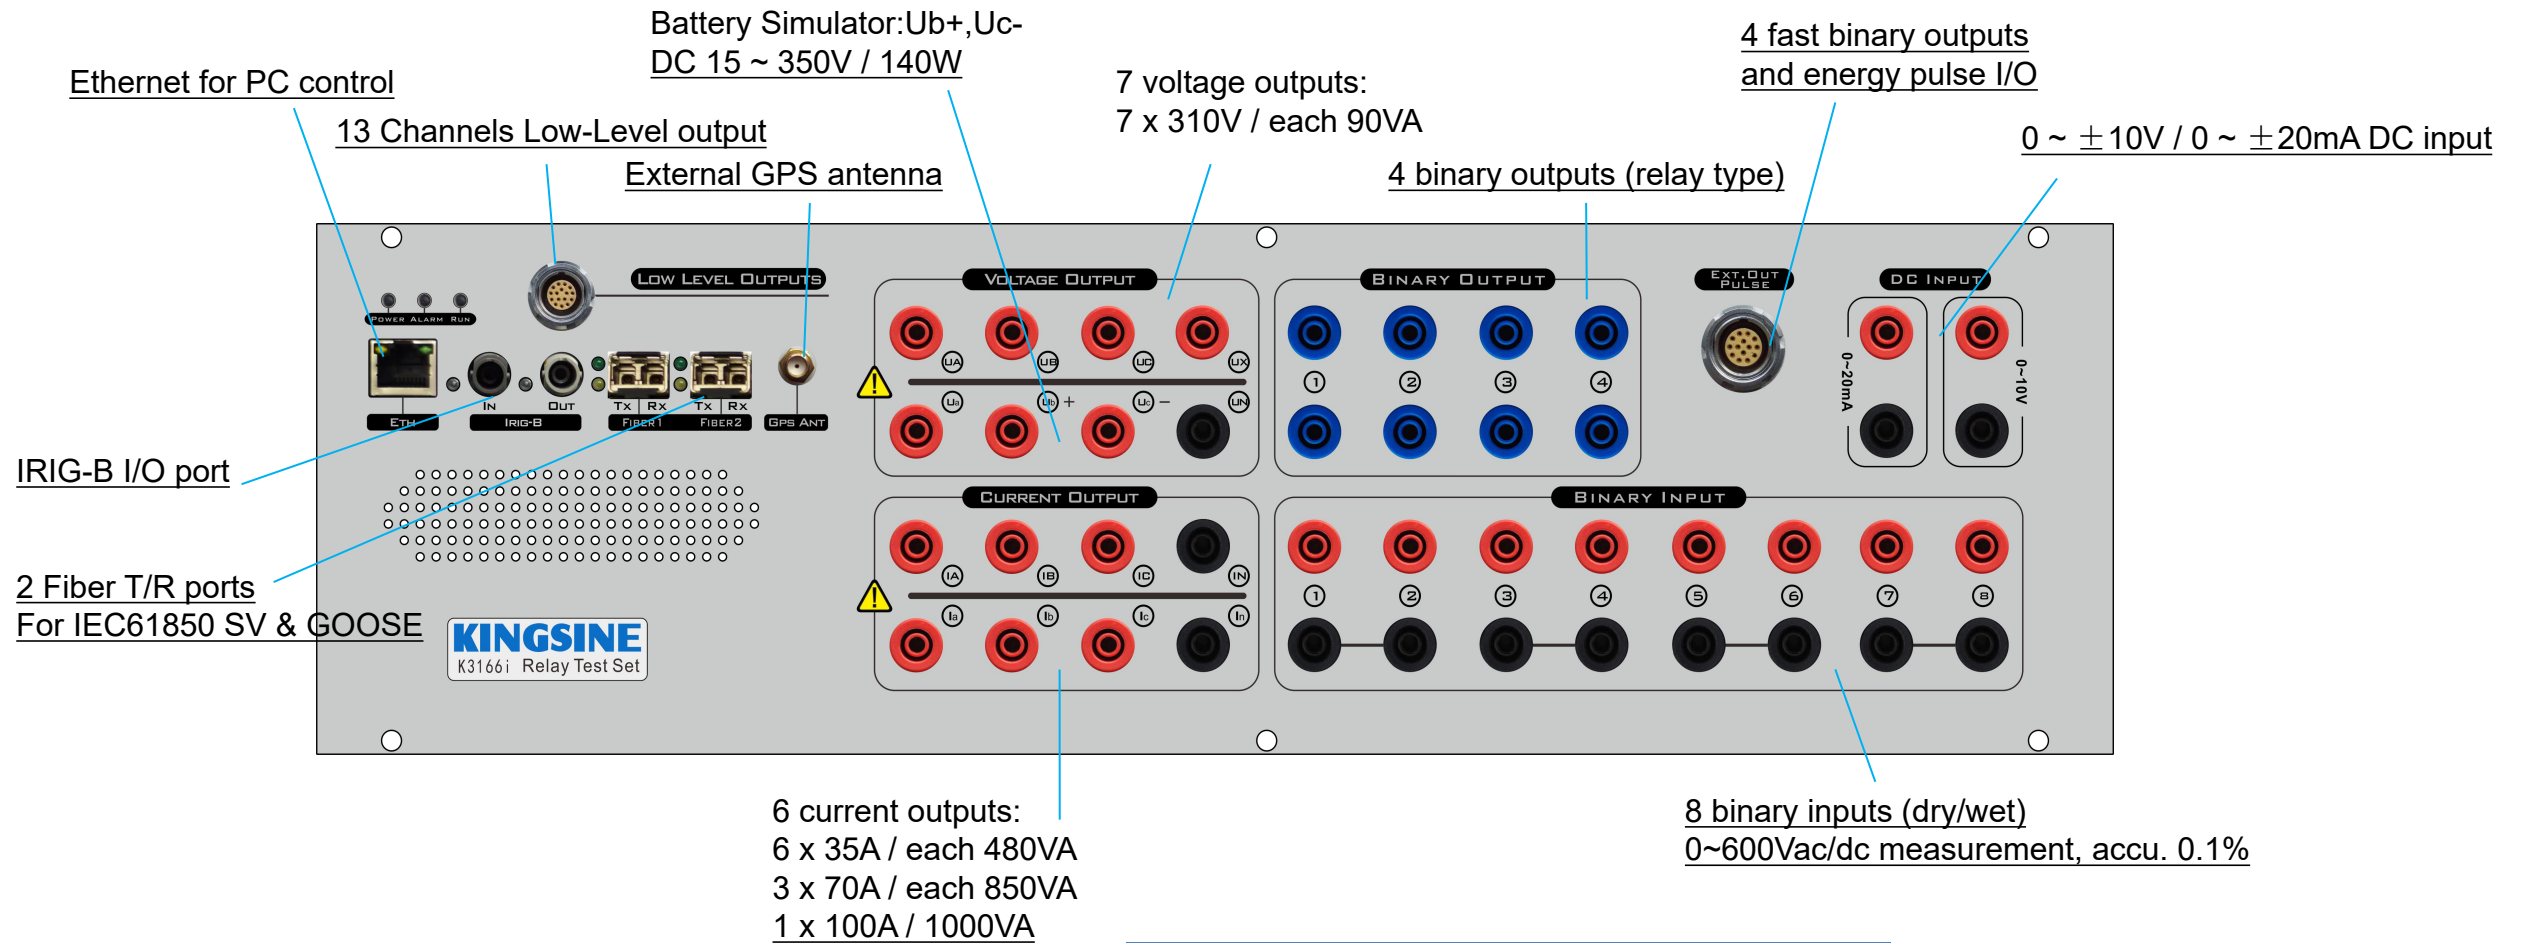 Battery Simulator:Ub+,Uc-
DC 15 ~ 350V / 140W
Ethernet for PC control
13 Channels Low-Level output
External GPS antenna
7 voltage outputs:
7 x 310V / each 90VA
4 binary outputs (relay type)
4 fast binary outputs
and energy pulse I/O
0 ~ ±10V / 0 ~ ±20mA DC input
LOW LEVEL OUTPUTS
VOLTAGE OUTPUT
BINARY OUTPUT
EXT.OUT
PULSE
DC INPUT
POWER ALARM RUN
UA UB UC UX
Ua Ub + Uc − UN
1 2 3 4
0~20mA
0~10V
IN OUT Tx Rx Tx Rx
ETH IRIG-B FIBER1 FIBER2 GPS ANT
IRIG-B I/O port
CURRENT OUTPUT
BINARY INPUT
IA IB IC IN
Ia Ib Ic In
1 2 3 4 5 6 7 8
2 Fiber T/R ports
For IEC61850 SV & GOOSE
KINGSINE
K3166i Relay Test Set
6 current outputs:
6 x 35A / each 480VA
3 x 70A / each 850VA
1 x 100A / 1000VA
8 binary inputs (dry/wet)
0~600Vac/dc measurement, accu. 0.1%